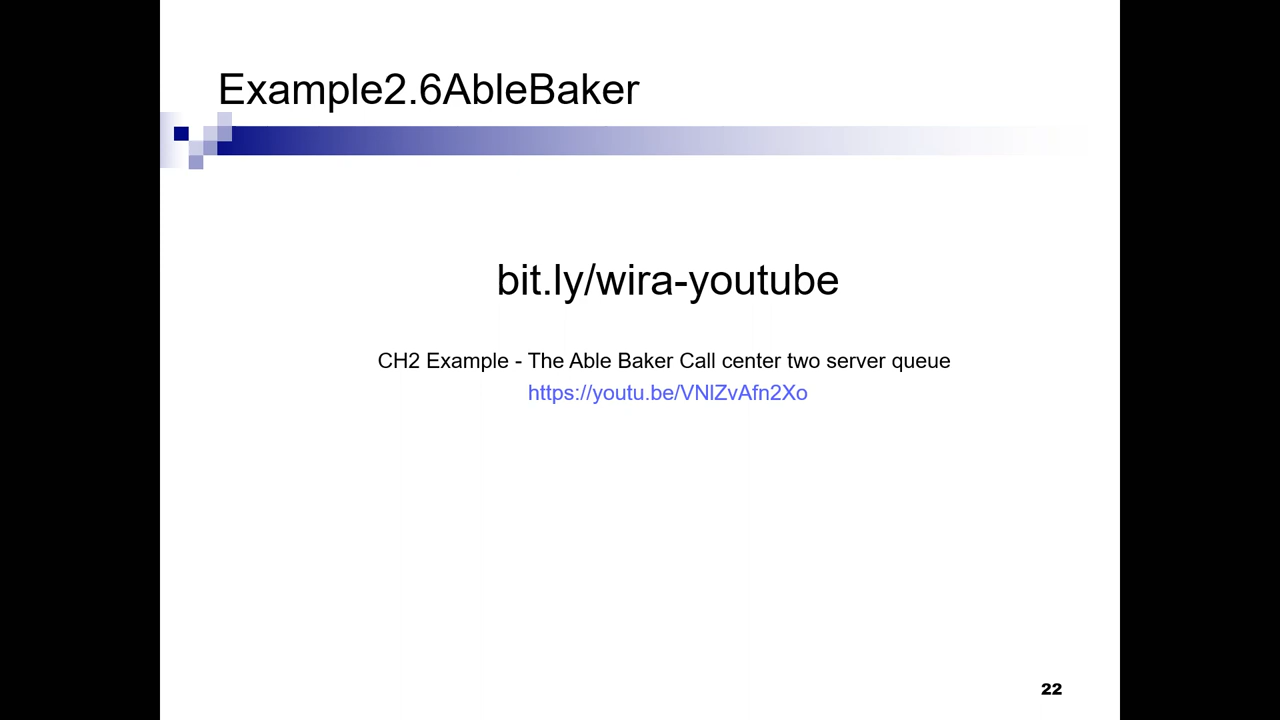 Example2.6AbleBaker
bit.ly/wira-youtube
CH2 Example - The Able Baker Call center two server queue
https://youtu.be/VNlZvAfn2Xo
22